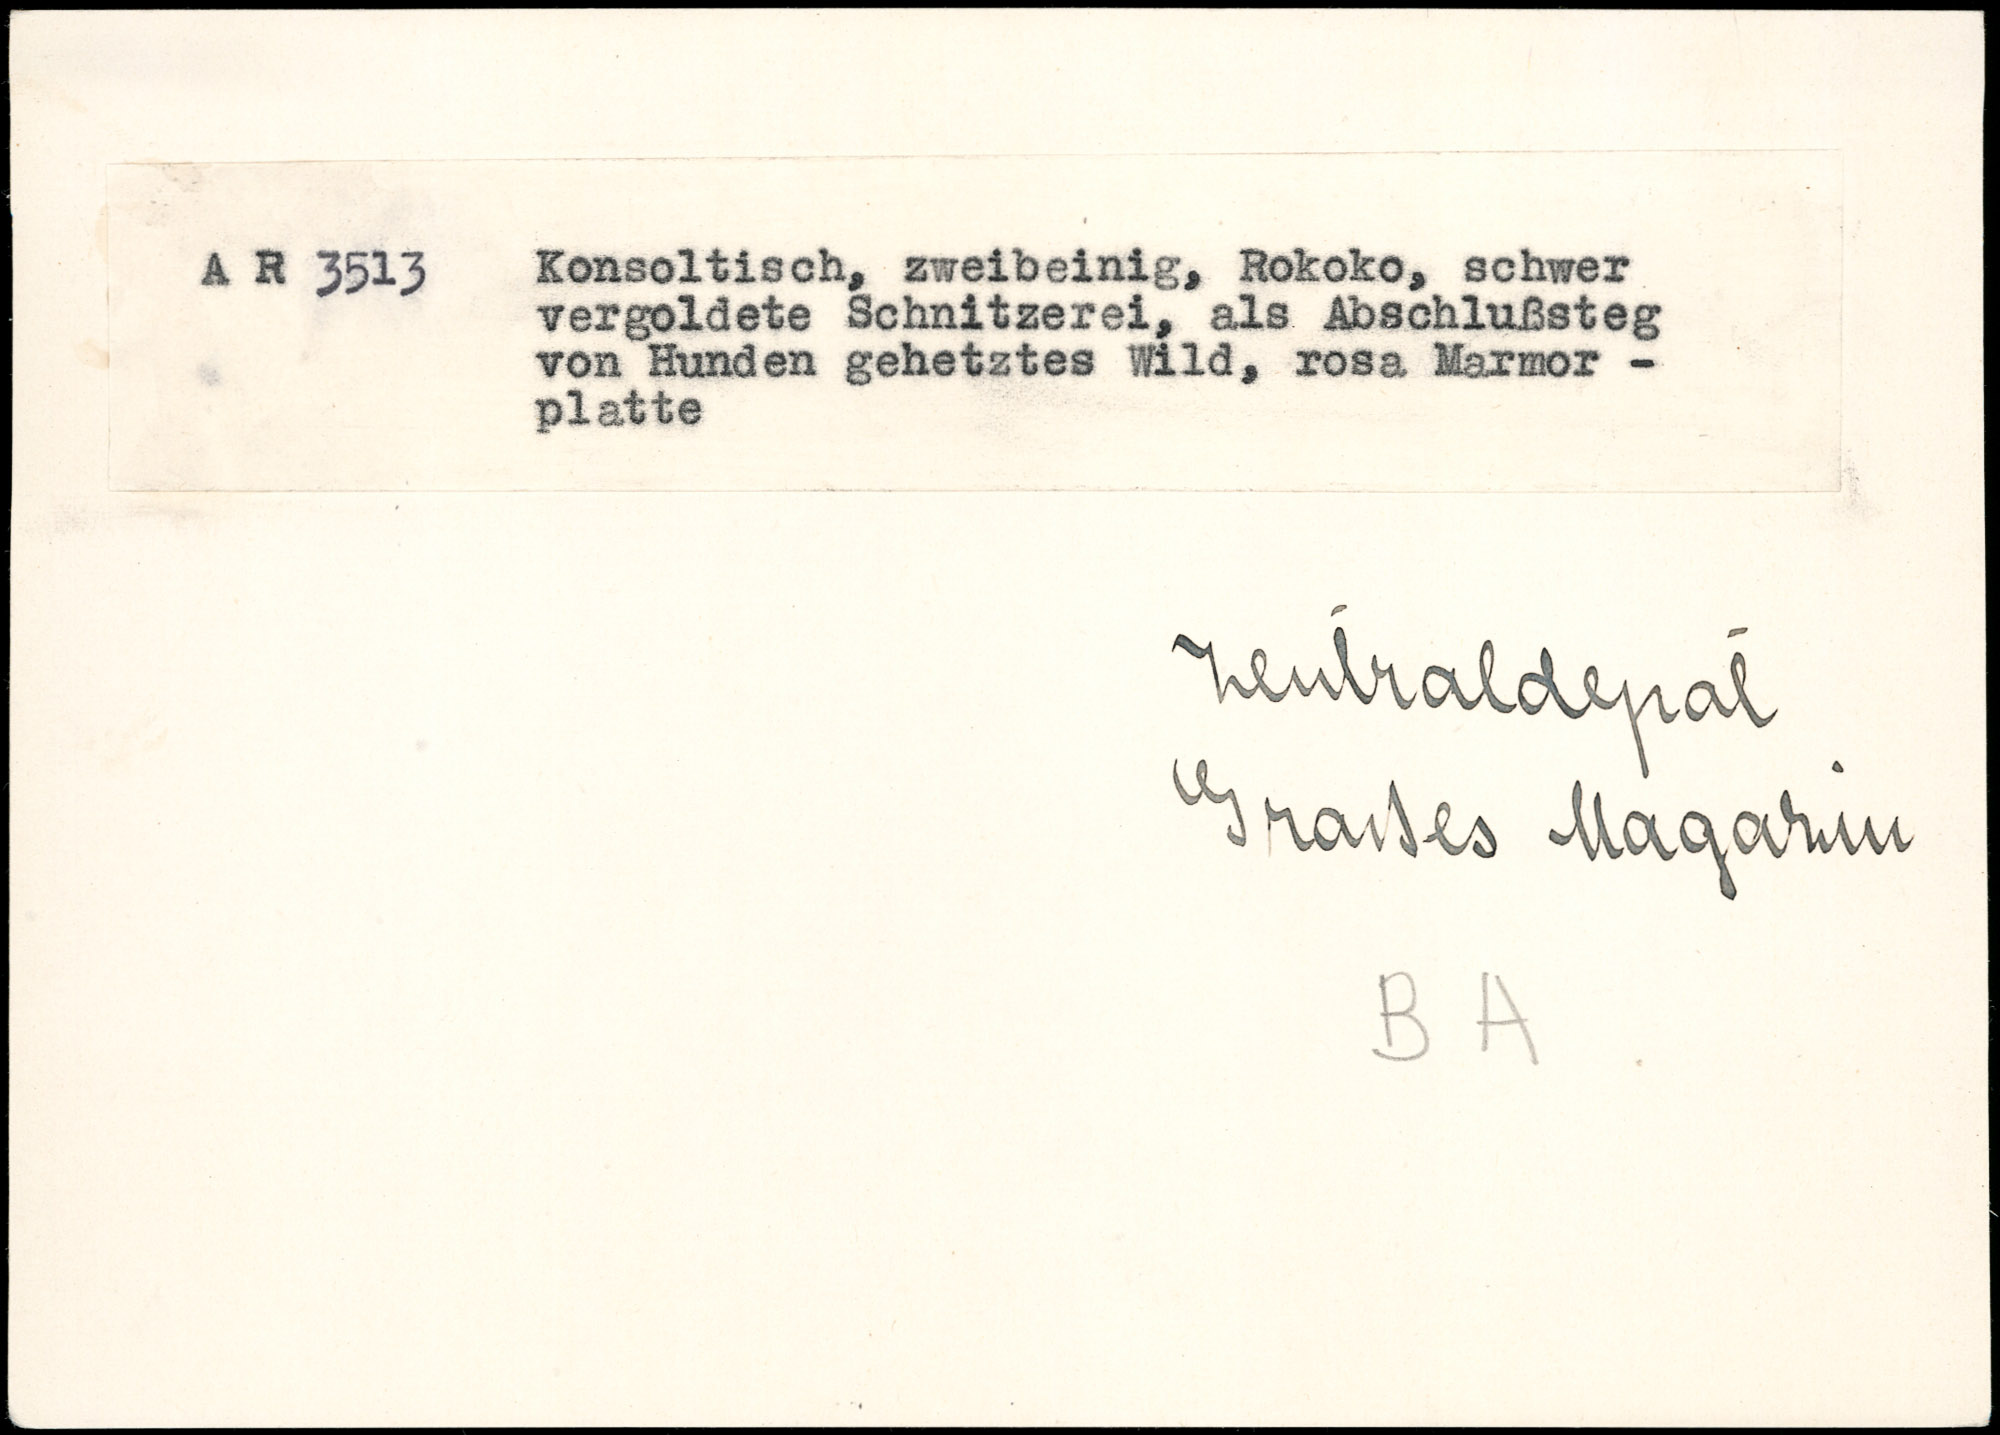 A R 3513 Konsoltisch, zweibeinig, Rokoko, schwer
vergoldete Schnitzerei, als Abschlußsteg
von Hunden gehetztes Wild, rosa Marmor -
platte
Zentraldepot
Großes Magazin
B A